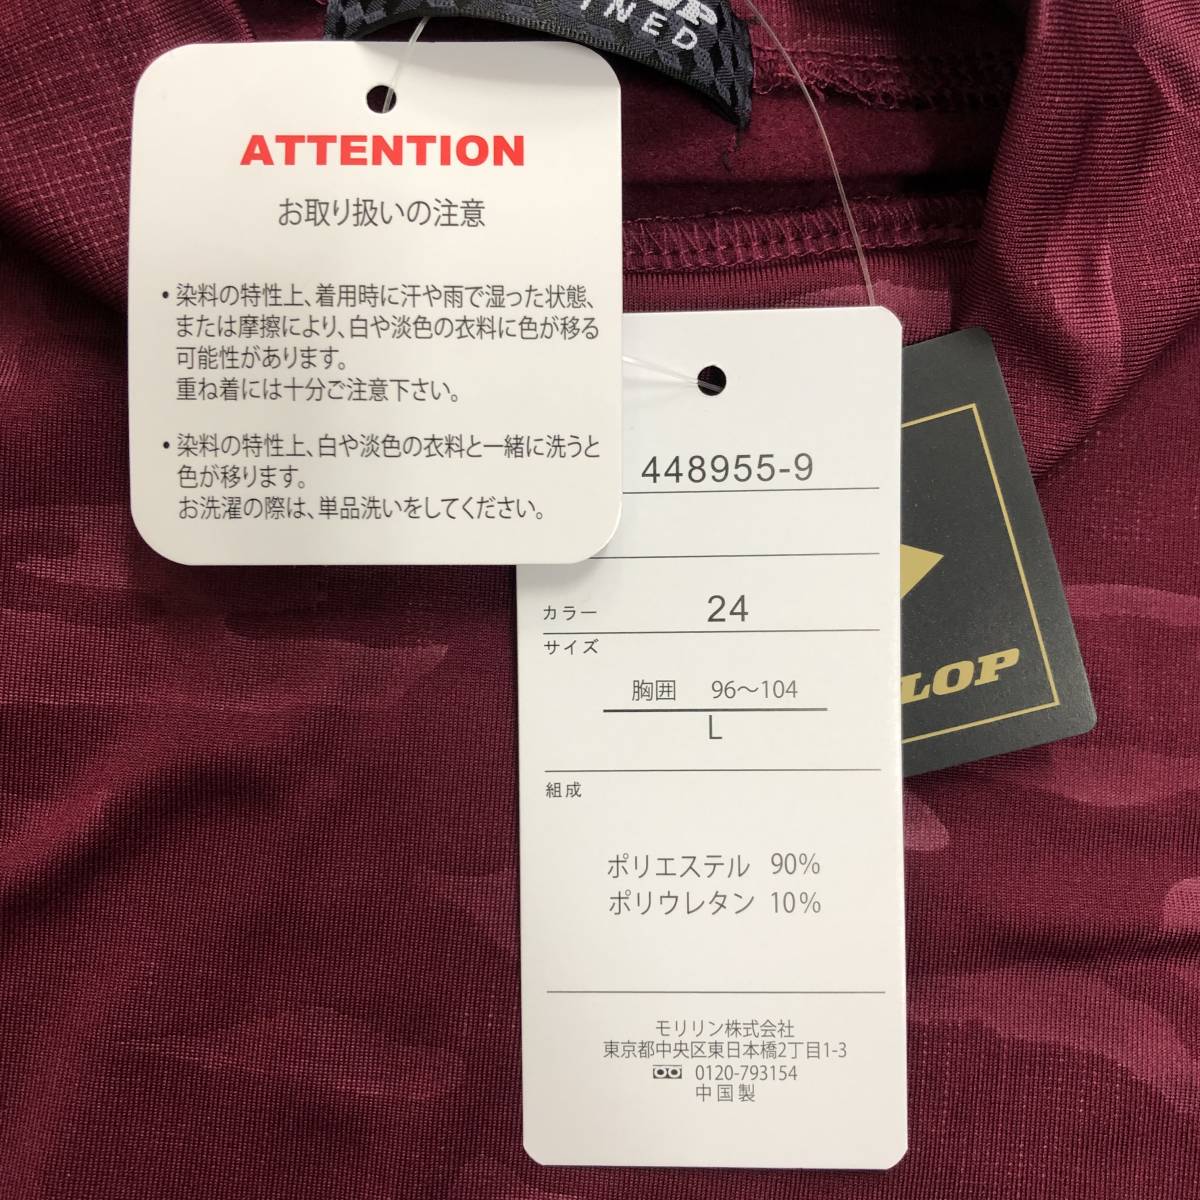 ATTENTION
お取り扱いの注意
・染料の特性上、着用時に汗や雨で湿った状態、
または摩擦により、白や淡色の衣料に色が移る
可能性があります。
重ね着には十分ご注意下さい。
・染料の特性上、白や淡色の衣料と一緒に洗うと
色が移ります。
お洗濯の際は、単品洗いをしてください。
448955-9
カラー 24
サイズ
胸囲 96～104
L
組成
ポリエステル 90%
ポリウレタン 10%
モリリン株式会社
東京都中央区東日本橋2丁目1-3
0120-793154
中国製
LOP